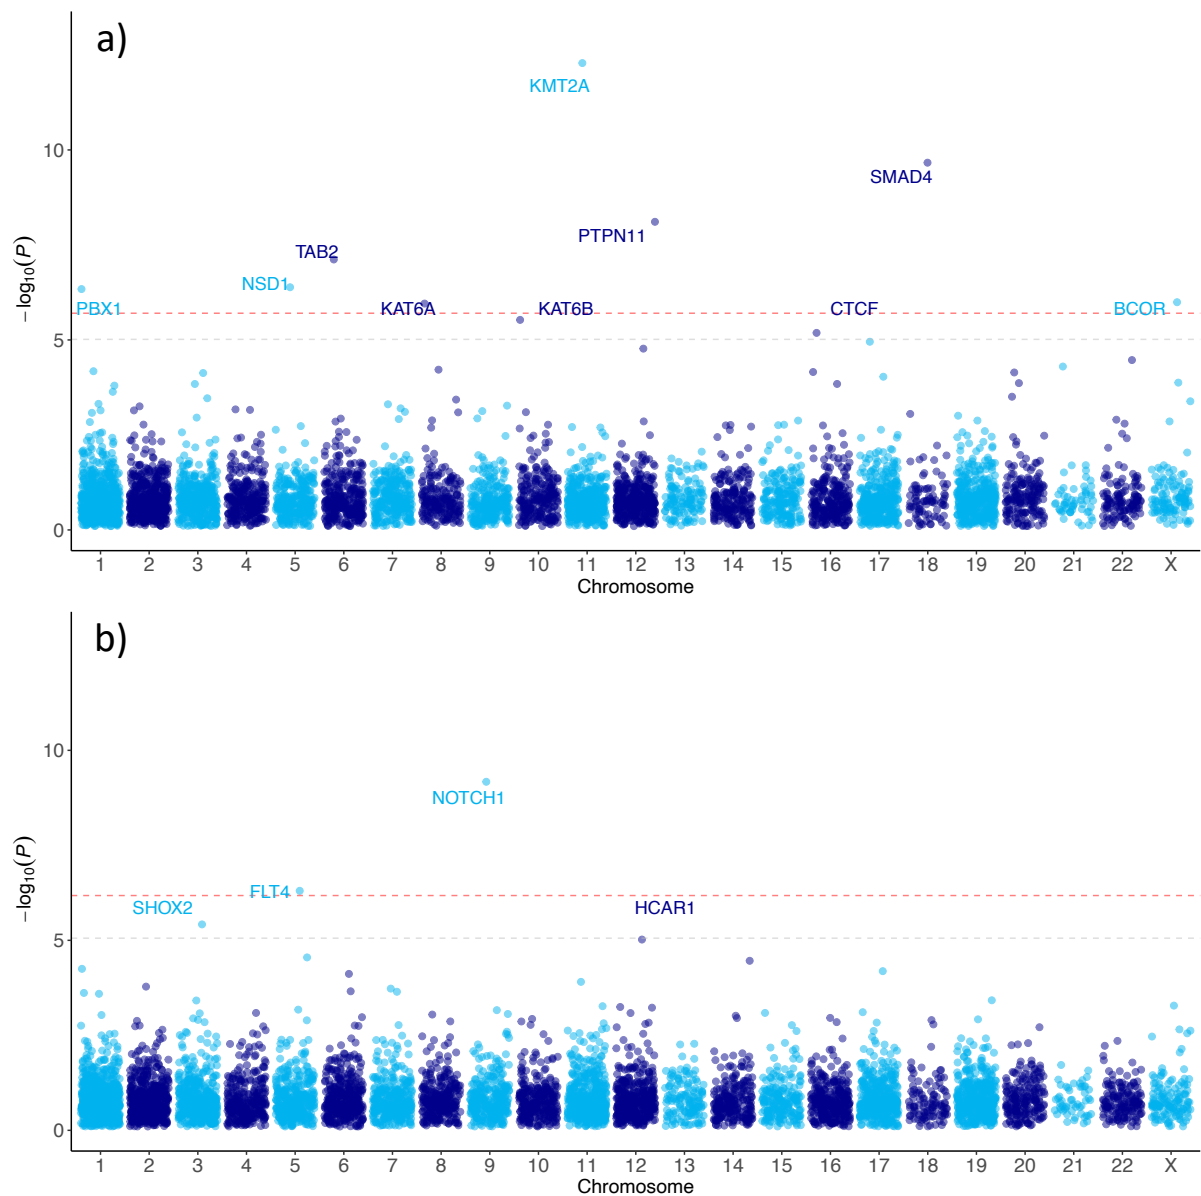 a)
KMT2A
10
SMAD4
PTPN11
TAB2
NSD1
PBX1
KAT6A
KAT6B
CTCF
BCOR
5
0
−log10(P)
1 2 3 4 5 6 7 8 9 10 11 12 13 14 15 16 17 18 19 20 21 22 X
Chromosome
b)
10
NOTCH1
FLT4
SHOX2
HCAR1
5
0
−log10(P)
1 2 3 4 5 6 7 8 9 10 11 12 13 14 15 16 17 18 19 20 21 22 X
Chromosome